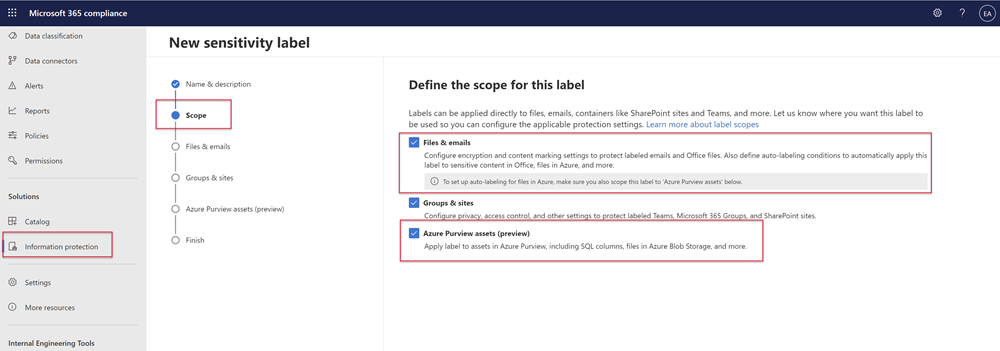 Microsoft 365 compliance
?
EA
Data classification
Data connectors
Alerts
Reports
Policies
Permissions
Solutions
Catalog
Information protection
Settings
More resources
Internal Engineering Tools
New sensitivity label
Name & description
Scope
Files & emails
Groups & sites
Azure Purview assets (preview)
Finish
Define the scope for this label
Labels can be applied directly to files, emails, containers like SharePoint sites and Teams, and more. Let us know where you want this label to
be used so you can configure the applicable protection settings. Learn more about label scopes
Files & emails
Configure encryption and content marking settings to protect labeled emails and Office files. Also define auto-labeling conditions to automatically apply this
label to sensitive content in Office, files in Azure, and more.
To set up auto-labeling for files in Azure, make sure you also scope this label to 'Azure Purview assets' below.
Groups & sites
Configure privacy, access control, and other settings to protect labeled Teams, Microsoft 365 Groups, and SharePoint sites.
Azure Purview assets (preview)
Apply label to assets in Azure Purview, including SQL columns, files in Azure Blob Storage, and more.